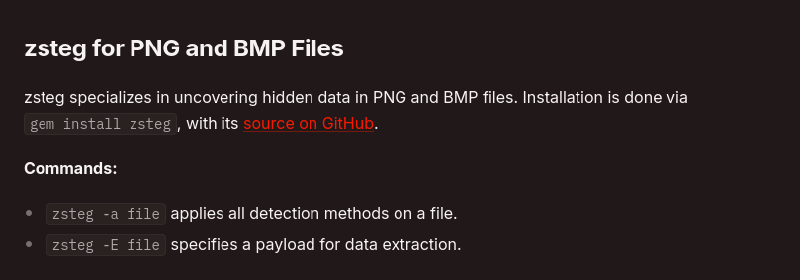 zsteg for PNG and BMP Files
zsteg specializes in uncovering hidden data in PNG and BMP files. Installation is done via
gem install zsteg, with its source on GitHub.
Commands:
zsteg -a file applies all detection methods on a file.
zsteg -E file specifies a payload for data extraction.